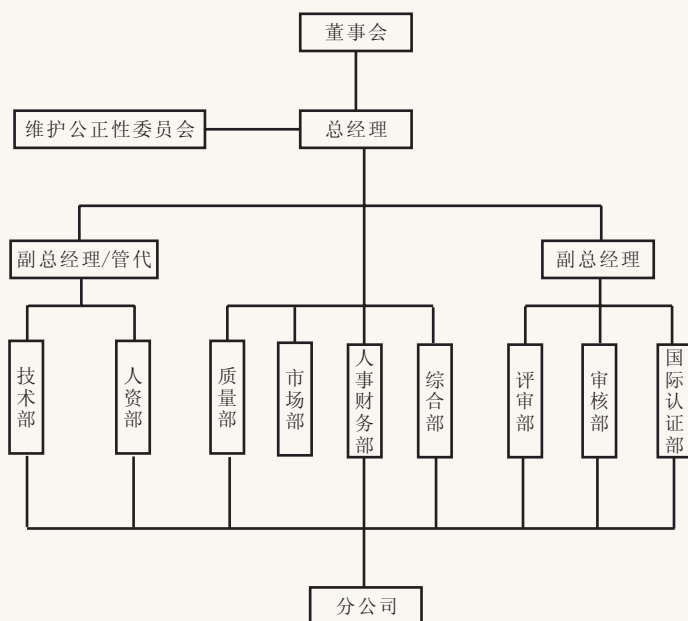 董事会
维护公正性委员会
总经理
副总经理/管代
副总经理
技术部
人资部
质量部
市场部
人事财务部
综合部
评审部
审核部
国际认证部
分公司